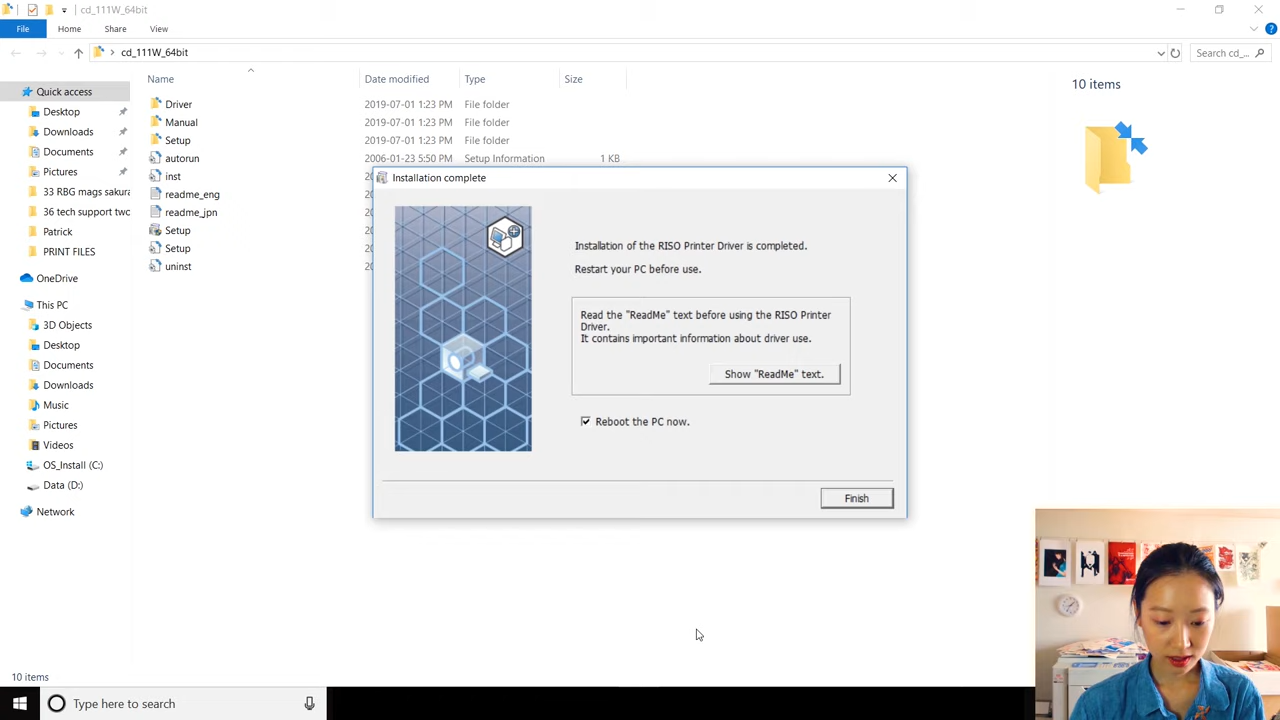 cd_111W_64bit
File Home Share View
cd_111W_64bit Search cd_...
Name Date modified Type Size
Quick access
Desktop
Downloads
Documents
Pictures
33 RBG mags sakura
36 tech support two
Patrick
PRINT FILES
OneDrive
This PC
3D Objects
Desktop
Documents
Downloads
Music
Pictures
Videos
OS_Install (C:)
Data (D:)
Network
Driver 2019-07-01 1:23 PM File folder
Manual 2019-07-01 1:23 PM File folder
Setup 2019-07-01 1:23 PM File folder
autorun 2006-01-23 5:50 PM Setup Information 1 KB
inst
readme_eng
readme_jpn
Setup
Setup
uninst
10 items
Installation complete
Installation of the RISO Printer Driver is completed.
Restart your PC before use.
Read the "ReadMe" text before using the RISO Printer
Driver.
It contains important information about driver use.
Show "ReadMe" text.
Reboot the PC now.
Finish
10 items
Type here to search